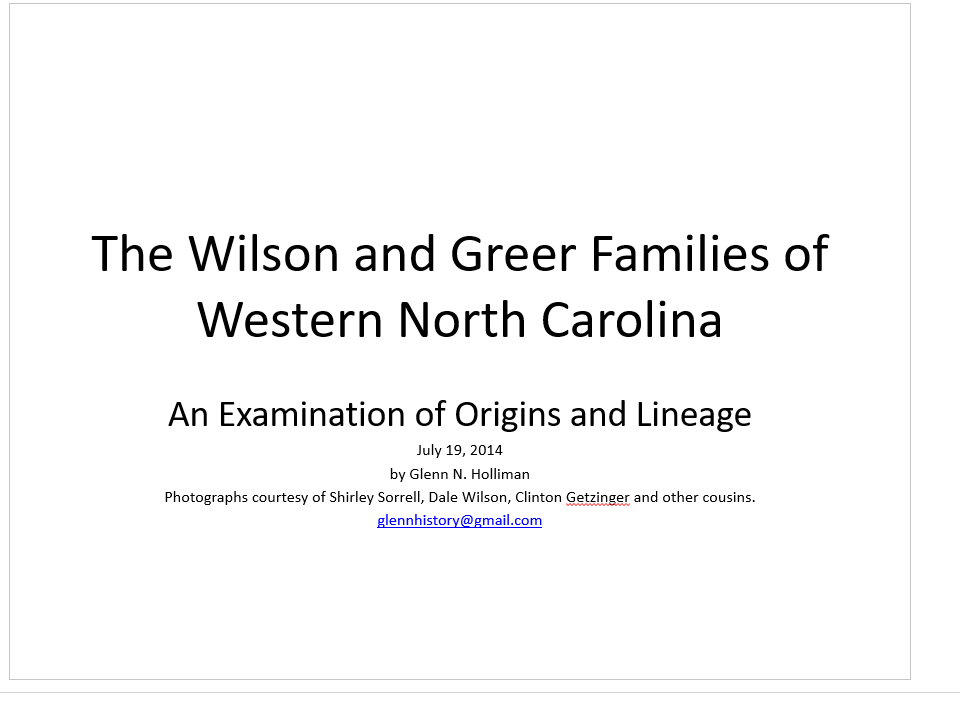 The Wilson and Greer Families of
Western North Carolina
An Examination of Origins and Lineage
July 19, 2014
by Glenn N. Holliman
Photographs courtesy of Shirley Sorrell, Dale Wilson, Clinton Getzinger and other cousins.
glennhistory@gmail.com